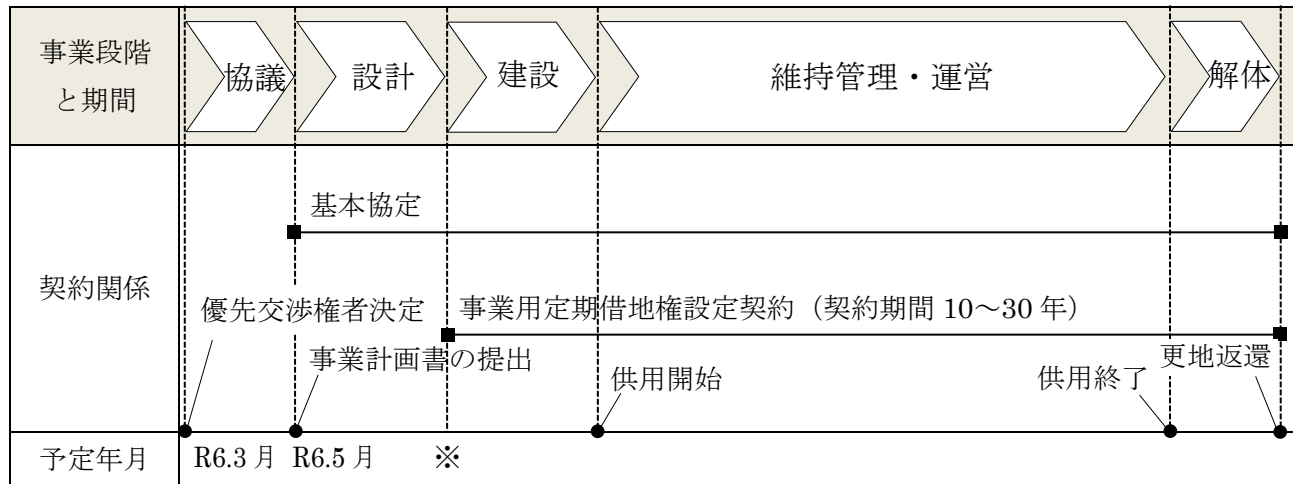 事業段階
と期間
協議
設計
建設
維持管理・運営
解体
契約関係
基本協定
優先交渉権者決定
事業用定期借地権設定契約（契約期間 10～30 年）
事業計画書の提出
供用開始
供用終了
更地返還
予定年月
R6.3 月
R6.5 月
※